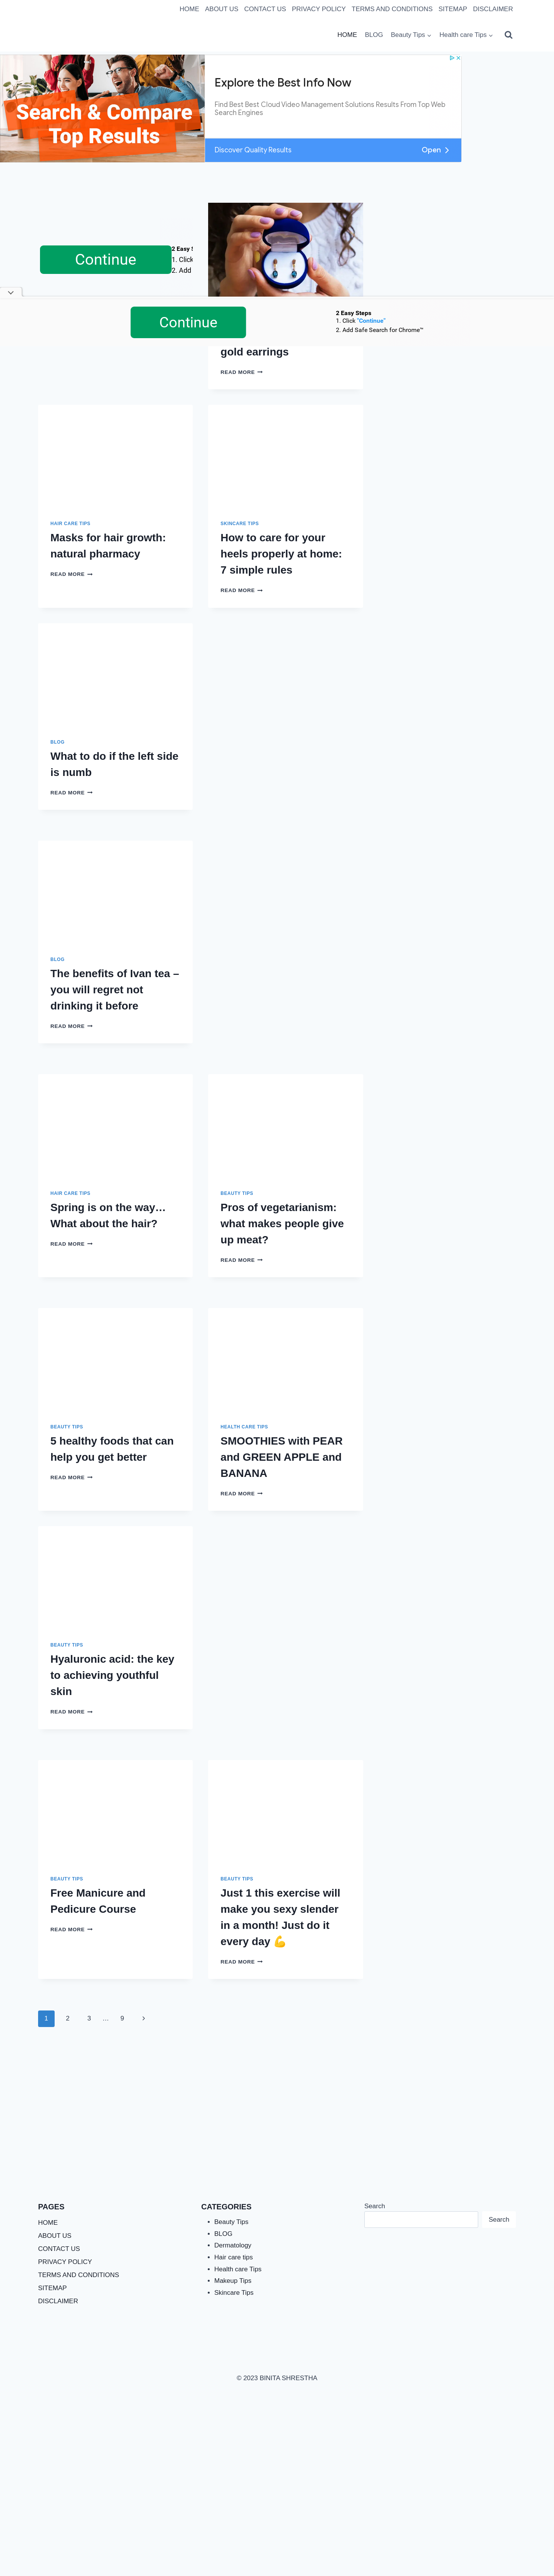 HOME ABOUT US CONTACT US PRIVACY POLICY TERMS AND CONDITIONS SITEMAP DISCLAIMER
HOME BLOG Beauty Tips Health care Tips
Search & Compare
Top Results
Explore the Best Info Now
Find Best Best Cloud Video Management Solutions Results From Top Web
Search Engines
Discover Quality Results Open
Continue
2 Easy
1. Click
2. Add
Continue
2 Easy Steps
1. Click "Continue"
2. Add Safe Search for Chrome™
gold earrings
READ MORE
HAIR CARE TIPS
Masks for hair growth:
natural pharmacy
READ MORE
SKINCARE TIPS
How to care for your
heels properly at home:
7 simple rules
READ MORE
BLOG
What to do if the left side
is numb
READ MORE
BLOG
The benefits of Ivan tea –
you will regret not
drinking it before
READ MORE
HAIR CARE TIPS
Spring is on the way…
What about the hair?
READ MORE
BEAUTY TIPS
Pros of vegetarianism:
what makes people give
up meat?
READ MORE
BEAUTY TIPS
5 healthy foods that can
help you get better
READ MORE
HEALTH CARE TIPS
SMOOTHIES with PEAR
and GREEN APPLE and
BANANA
READ MORE
BEAUTY TIPS
Hyaluronic acid: the key
to achieving youthful
skin
READ MORE
BEAUTY TIPS
Free Manicure and
Pedicure Course
READ MORE
BEAUTY TIPS
Just 1 this exercise will
make you sexy slender
in a month! Just do it
every day 💪
READ MORE
1 2 3 … 9
PAGES
HOME
ABOUT US
CONTACT US
PRIVACY POLICY
TERMS AND CONDITIONS
SITEMAP
DISCLAIMER
CATEGORIES
Beauty Tips
BLOG
Dermatology
Hair care tips
Health care Tips
Makeup Tips
Skincare Tips
Search
Search
© 2023 BINITA SHRESTHA